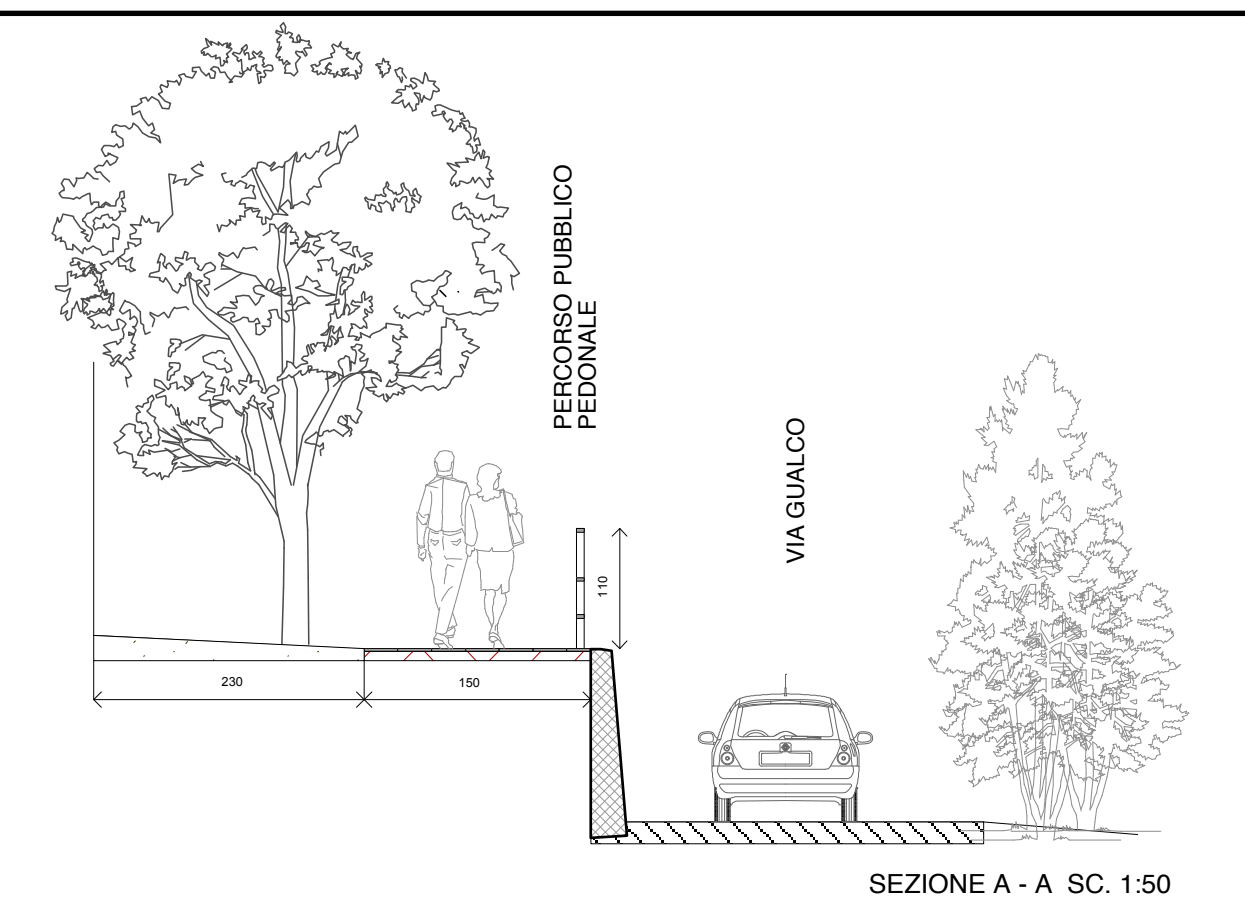 PERCORSO PUBBLICO
PEDONALE
VIA GUALCO
110
230
150
SEZIONE A - A SC. 1:50